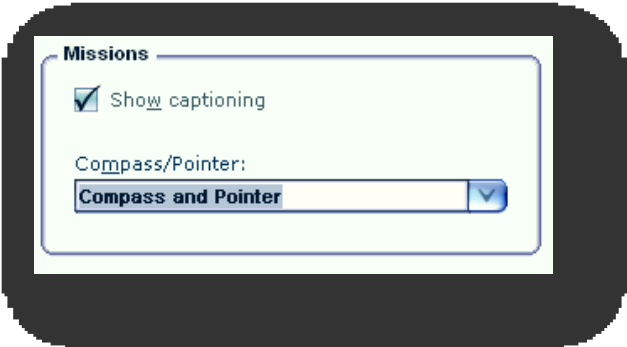 Missions
Show captioning
Compass/Pointer:
Compass and Pointer